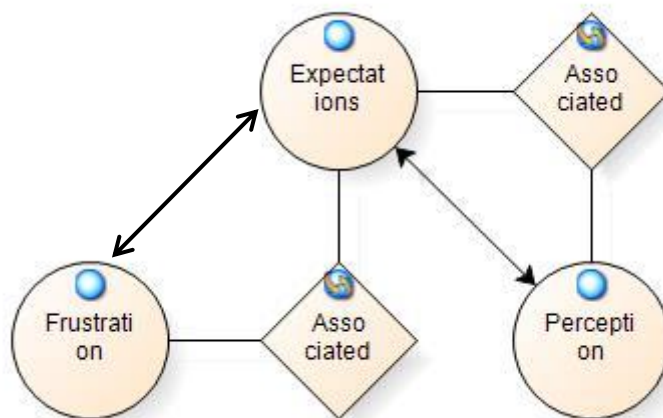 Expectat
ions
Asso
ciated
Frustrati
on
Asso
ciated
Percepti
on